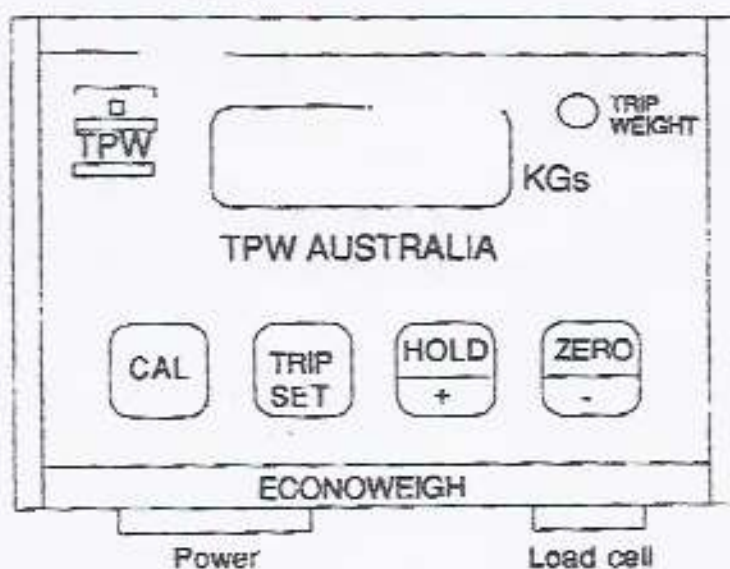 TPW
TRIP
WEIGHT
KGs
TPW AUSTRALIA
CAL
TRIP
SET
HOLD
+
ZERO
-
ECONOWEIGH
Power
Load cell